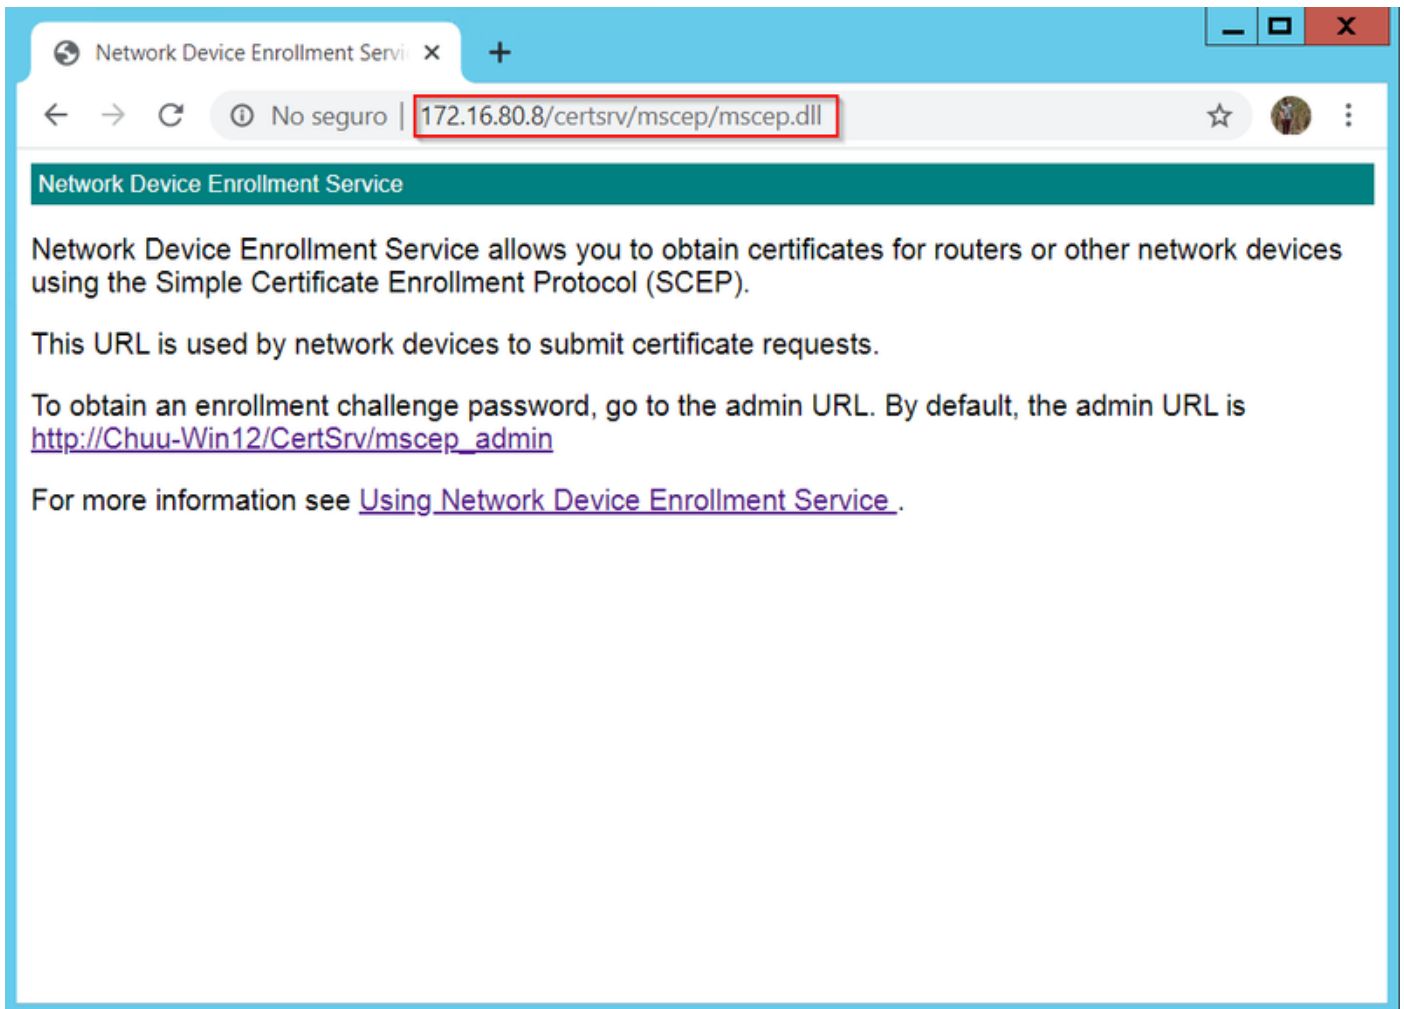 Network Device Enrollment Servi
No seguro | 172.16.80.8/certsrv/mscep/mscep.dll
Network Device Enrollment Service
Network Device Enrollment Service allows you to obtain certificates for routers or other network devices
using the Simple Certificate Enrollment Protocol (SCEP).
This URL is used by network devices to submit certificate requests.
To obtain an enrollment challenge password, go to the admin URL. By default, the admin URL is
http://Chuu-Win12/CertSrv/mscep_admin
For more information see Using Network Device Enrollment Service .